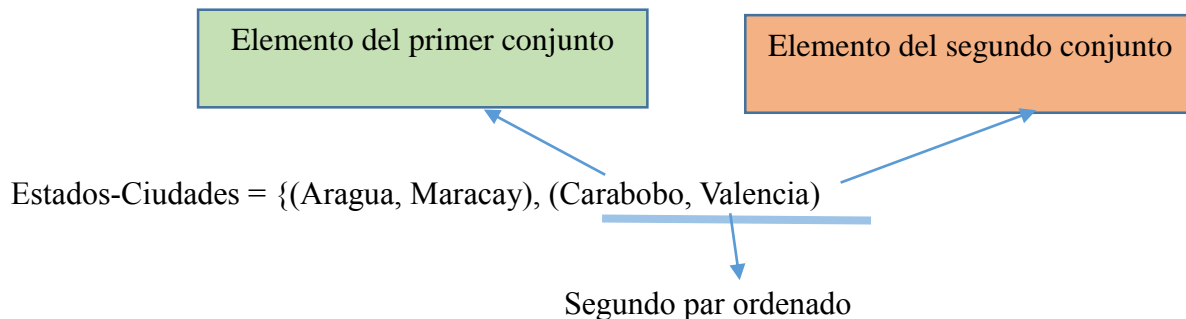 Elemento del primer conjunto
Elemento del segundo conjunto
Estados-Ciudades = {(Aragua, Maracay), (Carabobo, Valencia)
Segundo par ordenado